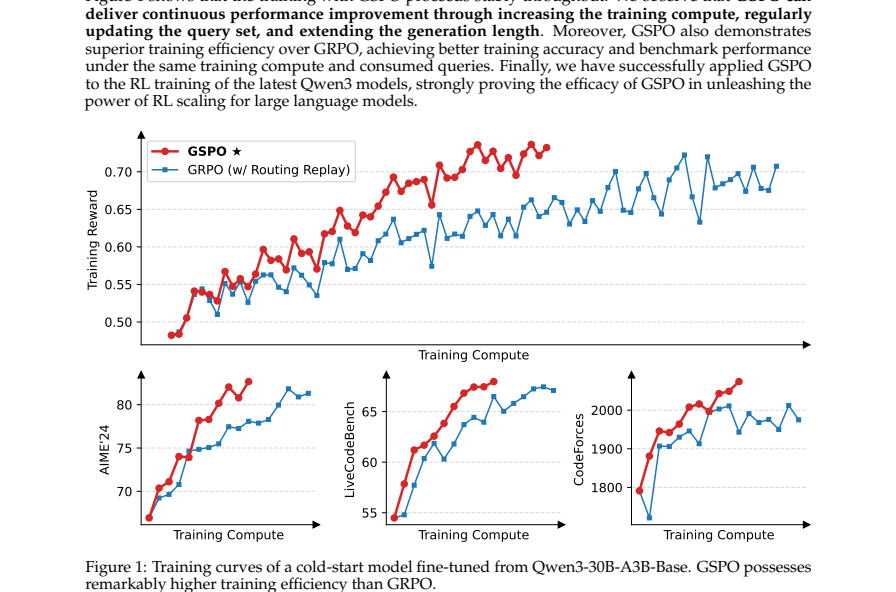 deliver continuous performance improvement through increasing the training compute, regularly
updating the query set, and extending the generation length. Moreover, GSPO also demonstrates
superior training efficiency over GRPO, achieving better training accuracy and benchmark performance
under the same training compute and consumed queries. Finally, we have successfully applied GSPO
to the RL training of the latest Qwen3 models, strongly proving the efficacy of GSPO in unleashing the
power of RL scaling for large language models.
GSPO ★
GRPO (w/ Routing Replay)
Training Reward
0.70
0.65
0.60
0.55
0.50
Training Compute
AIME'24
80
75
70
Training Compute
LiveCodeBench
65
60
55
Training Compute
CodeForces
2000
1900
1800
Training Compute
Figure 1: Training curves of a cold-start model fine-tuned from Qwen3-30B-A3B-Base. GSPO possesses
remarkably higher training efficiency than GRPO.